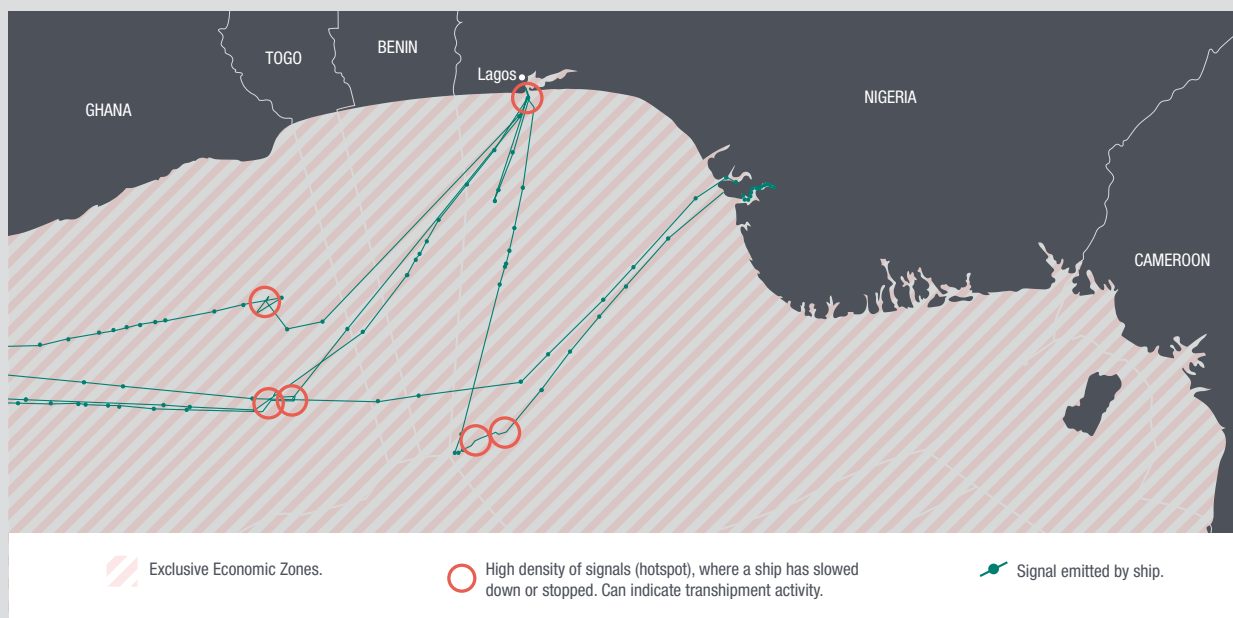 GHANA
TOGO
BENIN
Lagos
NIGERIA
CAMEROON
Exclusive Economic Zones.
High density of signals (hotspot), where a ship has slowed
down or stopped. Can indicate transhipment activity.
Signal emitted by ship.